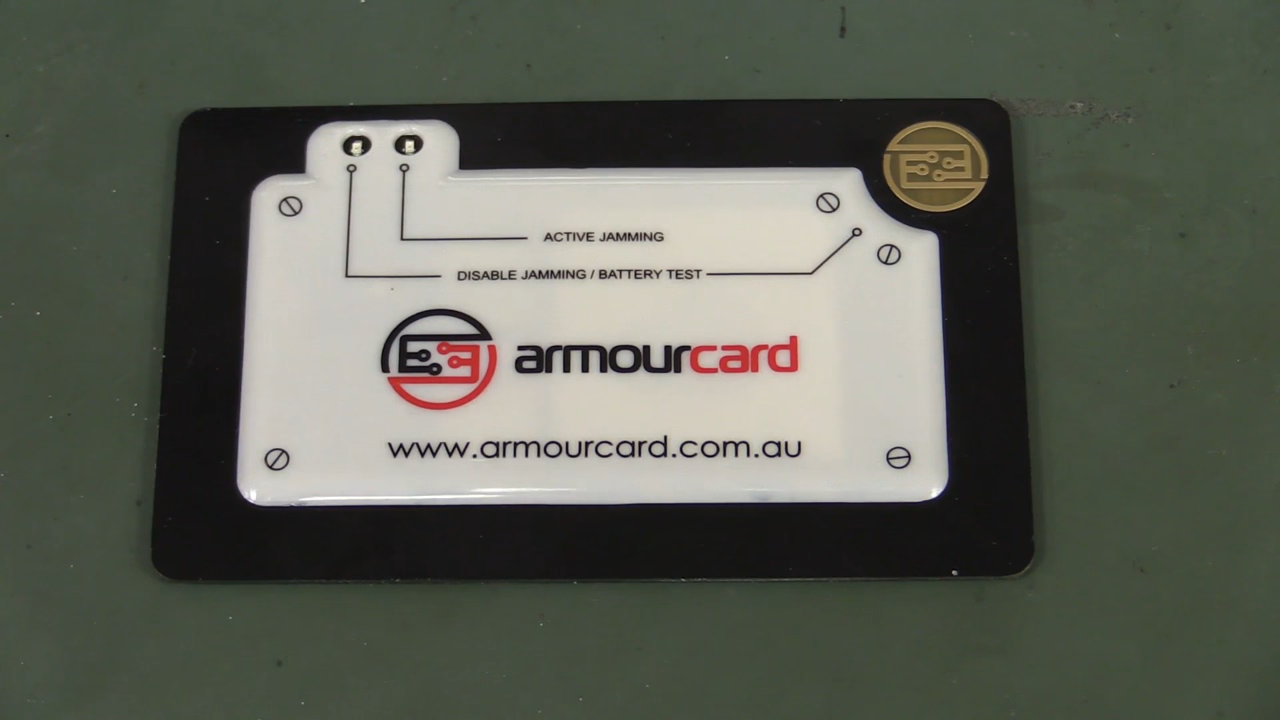 ACTIVE JAMMING
DISABLE JAMMING / BATTERY TEST
armourcard
www.armourcard.com.au